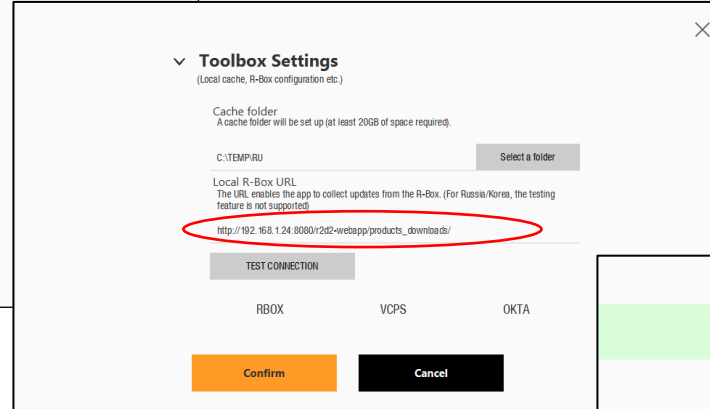 Toolbox Settings
(Local cache, R-Box configuration etc.)
Cache folder
A cache folder will be set up (at least 20GB of space required).
C:\TEMP\RU
Select a folder
Local R-Box URL
The URL enables the app to collect updates from the R-Box. (For Russia/Korea, the testing
feature is not supported)
http://192.168.1.24:8080/r2d2-webapp/products_downloads/
TEST CONNECTION
RBOX VCPS OKTA
Confirm Cancel